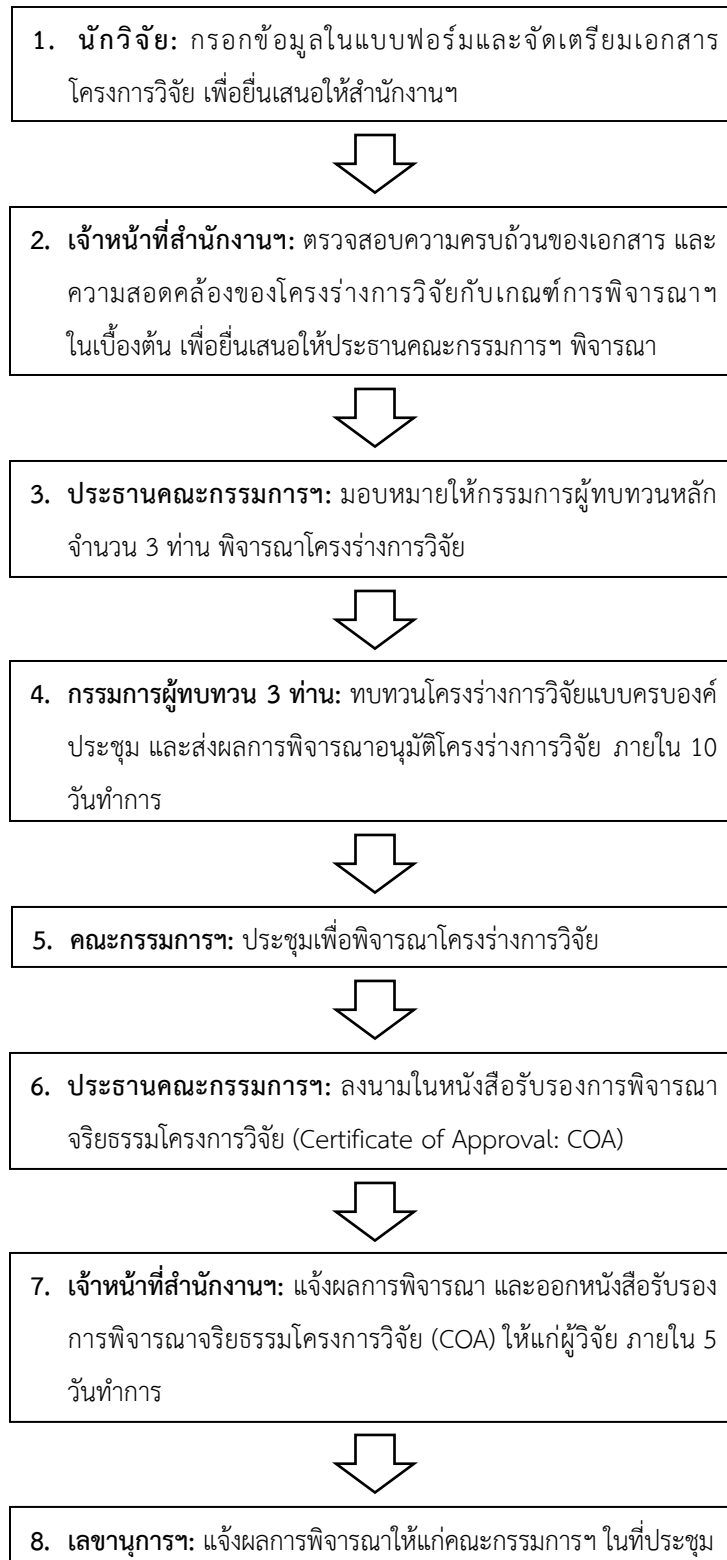 1. นักวิจัย: กรอกข้อมูลในแบบฟอร์มและจัดเตรียมเอกสาร
โครงการวิจัย เพื่อยื่นเสนอให้สำนักงานฯ
2. เจ้าหน้าที่สำนักงานฯ: ตรวจสอบความครบถ้วนของเอกสาร และ
ความสอดคล้องของโครงร่างการวิจัยกับเกณฑ์การพิจารณาฯ
ในเบื้องต้น เพื่อยื่นเสนอให้ประธานคณะกรรมการฯ พิจารณา
3. ประธานคณะกรรมการฯ: มอบหมายให้กรรมการผู้ทบทวนหลัก
จำนวน 3 ท่าน พิจารณาโครงร่างการวิจัย
4. กรรมการผู้ทบทวน 3 ท่าน: ทบทวนโครงร่างการวิจัยแบบครบองค์
ประชุม และส่งผลการพิจารณาอนุมัติโครงร่างการวิจัย ภายใน 10
วันทำการ
5. คณะกรรมการฯ: ประชุมเพื่อพิจารณาโครงร่างการวิจัย
6. ประธานคณะกรรมการฯ: ลงนามในหนังสือรับรองการพิจารณา
จริยธรรมโครงการวิจัย (Certificate of Approval: COA)
7. เจ้าหน้าที่สำนักงานฯ: แจ้งผลการพิจารณา และออกหนังสือรับรอง
การพิจารณาจริยธรรมโครงการวิจัย (COA) ให้แก่ผู้วิจัย ภายใน 5
วันทำการ
8. เลขานุการฯ: แจ้งผลการพิจารณาให้แก่คณะกรรมการฯ ในที่ประชุม